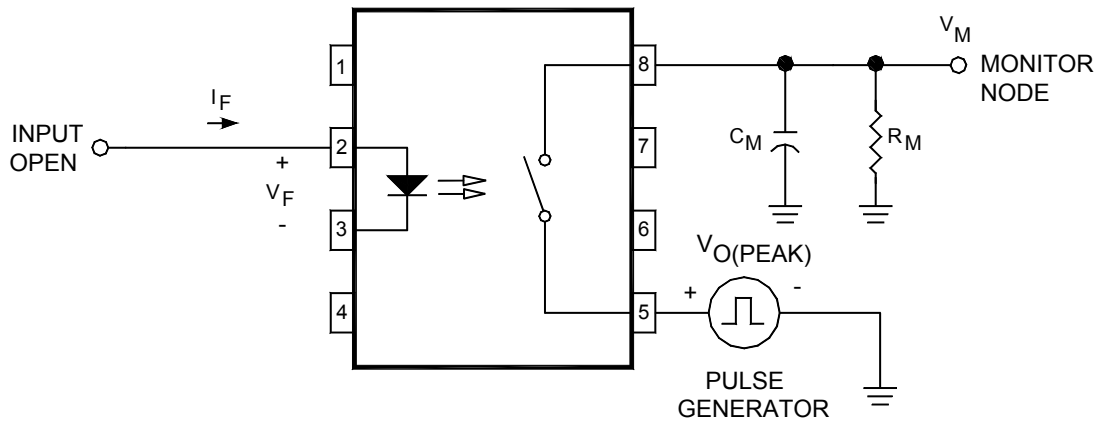 V_M
1
8
MONITOR
NODE
I_F
INPUT
OPEN
2
7
C_M
R_M
+
V_F
-
3
6
V_O(PEAK)
+
-
4
5
PULSE
GENERATOR